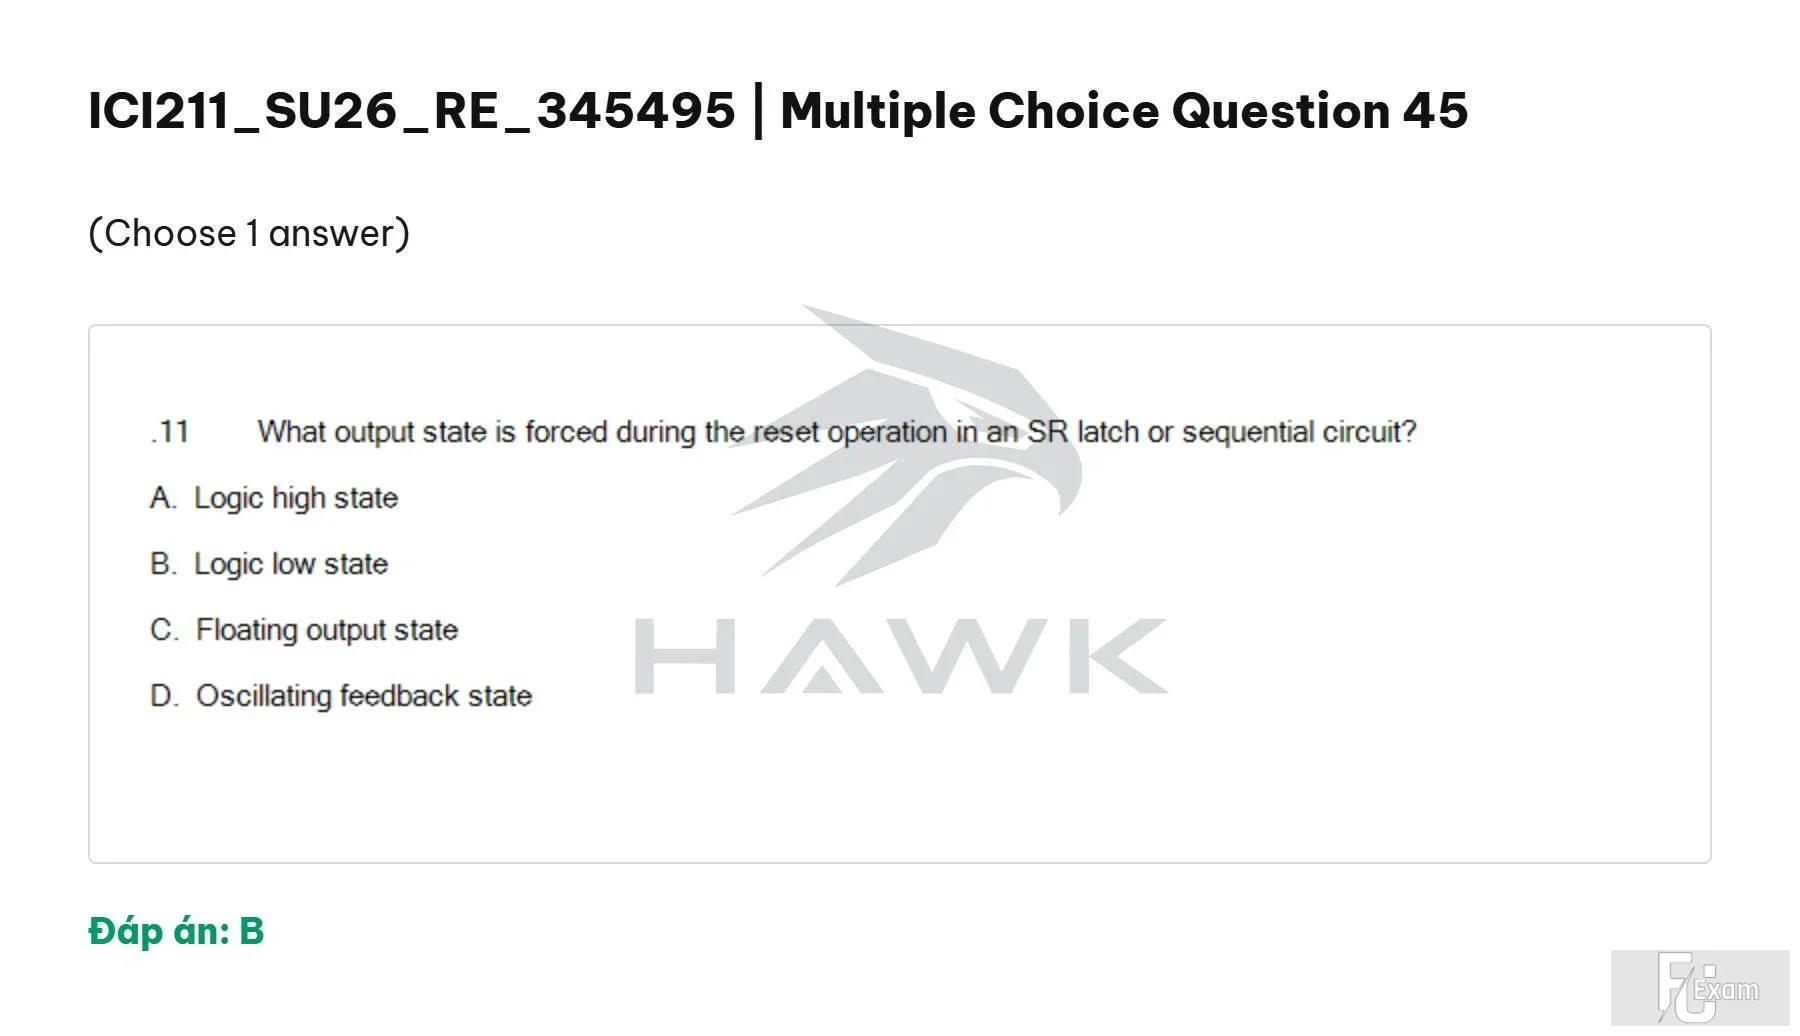 ICI211_SU26_RE_345495 | Multiple Choice Question 45
(Choose 1 answer)
.11 What output state is forced during the reset operation in an SR latch or sequential circuit?
A. Logic high state
B. Logic low state
C. Floating output state
D. Oscillating feedback state
HAWK
Đáp án: B
FU Exam